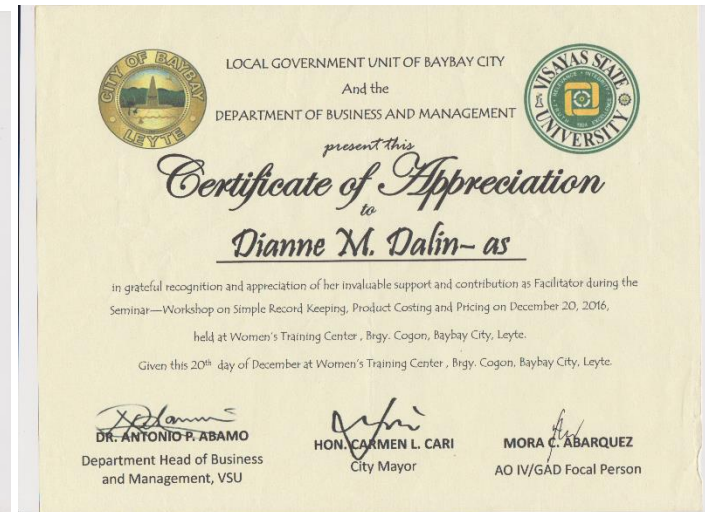 CITY OF BAYBAY
LEYTE
VISAYAS STATE
UNIVERSITY
LOCAL GOVERNMENT UNIT OF BAYBAY CITY
And the
DEPARTMENT OF BUSINESS AND MANAGEMENT
present this
Certificate of Appreciation
to
Dianne M. Dalin– as
in grateful recognition and appreciation of her invaluable support and contribution as Facilitator during the
Seminar—Workshop on Simple Record Keeping, Product Costing and Pricing on December 20, 2016,
held at Women's Training Center , Brgy. Cogon, Baybay City, Leyte.
Given this 20th day of December at Women's Training Center , Brgy. Cogon, Baybay City, Leyte.
DR. ANTONIO P. ABAMO
Department Head of Business
and Management, VSU
HON. CARMEN L. CARI
City Mayor
MORA C. ABARQUEZ
AO IV/GAD Focal Person